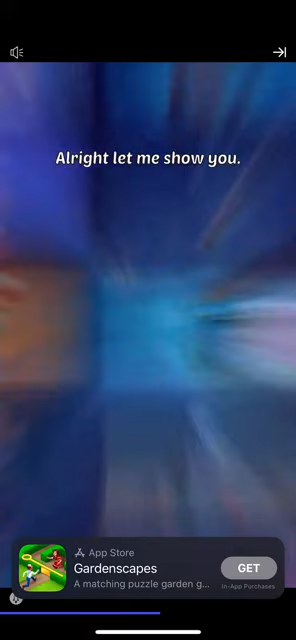 Alright let me show you.
App Store
Gardenscapes
A matching puzzle garden g...
GET
In-App Purchases